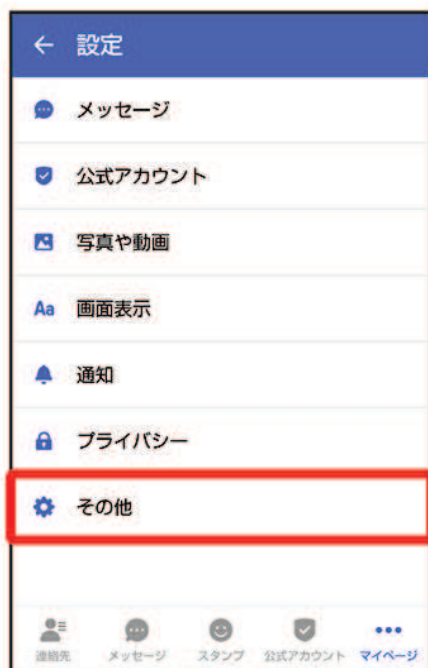 設定
メッセージ
公式アカウント
写真や動画
Aa 画面表示
通知
プライバシー
その他
連絡先 メッセージ スタンプ 公式アカウント マイページ